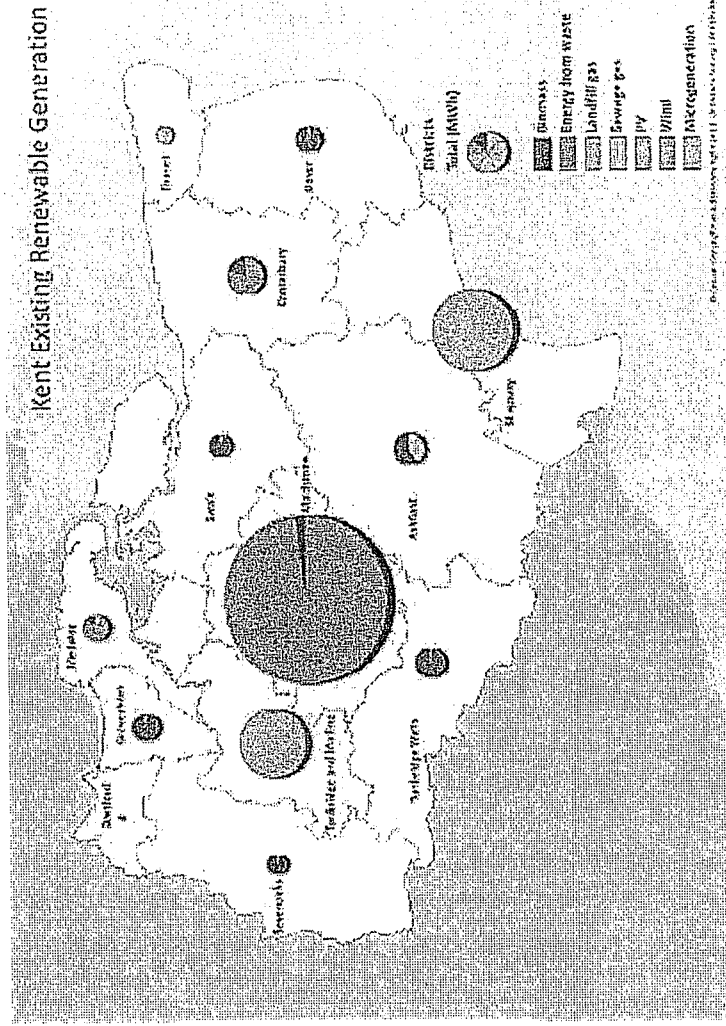 Kent Existing Renewable Generation
Thanet
Dover
Canterbury
Swale
Maidstone
Ashford
Shepway
Medway
Gravesham
Dartford
Tonbridge and Malling
Tunbridge Wells
Sevenoaks
Districts
Total (MWh)
Biomass
Energy from waste
Landfill gas
Sewage gas
PV
Wind
Microgeneration